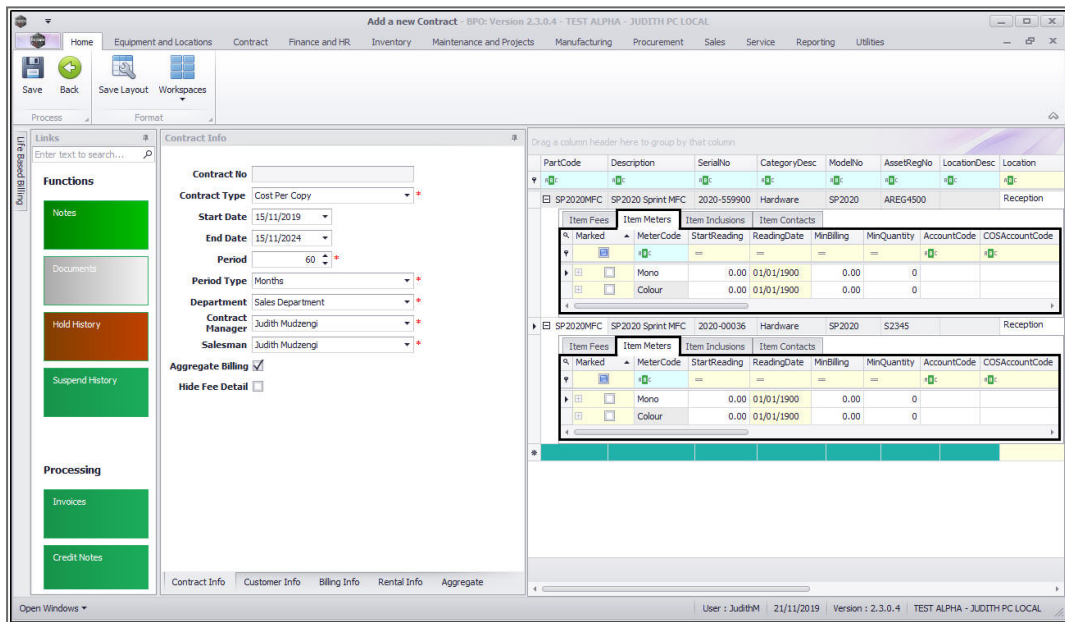 Add a new Contract - BPO: Version 2.3.0.4 - TEST ALPHA - JUDITH PC LOCAL
Home Equipment and Locations Contract Finance and HR Inventory Maintenance and Projects Manufacturing Procurement Sales Service Reporting Utilities
Save Back Save Layout Workspaces
Process Format
Life Based Billing
Links
Enter text to search...
Functions
Notes
Documents
Hold History
Suspend History
Processing
Invoices
Credit Notes
Contract Info
Contract No
Contract Type Cost Per Copy *
Start Date 15/11/2019
End Date 15/11/2024
Period 60 *
Period Type Months *
Department Sales Department *
Contract
Manager Judith Mudzengi *
Salesman Judith Mudzengi *
Aggregate Billing
Hide Fee Detail
Contract Info Customer Info Billing Info Rental Info Aggregate
Drag a column header here to group by that column
PartCode Description SerialNo CategoryDesc ModelNo AssetRegNo LocationDesc Location
SP2020MFC SP2020 Sprint MFC 2020-559900 Hardware SP2020 AREG4500 Reception
Item Fees Item Meters Item Inclusions Item Contacts
Marked MeterCode StartReading ReadingDate MinBilling MinQuantity AccountCode COSAccountCode
= = = =
Mono 0.00 01/01/1900 0.00 0
Colour 0.00 01/01/1900 0.00 0
SP2020MFC SP2020 Sprint MFC 2020-00036 Hardware SP2020 S2345 Reception
Item Fees Item Meters Item Inclusions Item Contacts
Marked MeterCode StartReading ReadingDate MinBilling MinQuantity AccountCode COSAccountCode
= = = =
Mono 0.00 01/01/1900 0.00 0
Colour 0.00 01/01/1900 0.00 0
Open Windows User : JudithM 21/11/2019 Version : 2.3.0.4 TEST ALPHA - JUDITH PC LOCAL